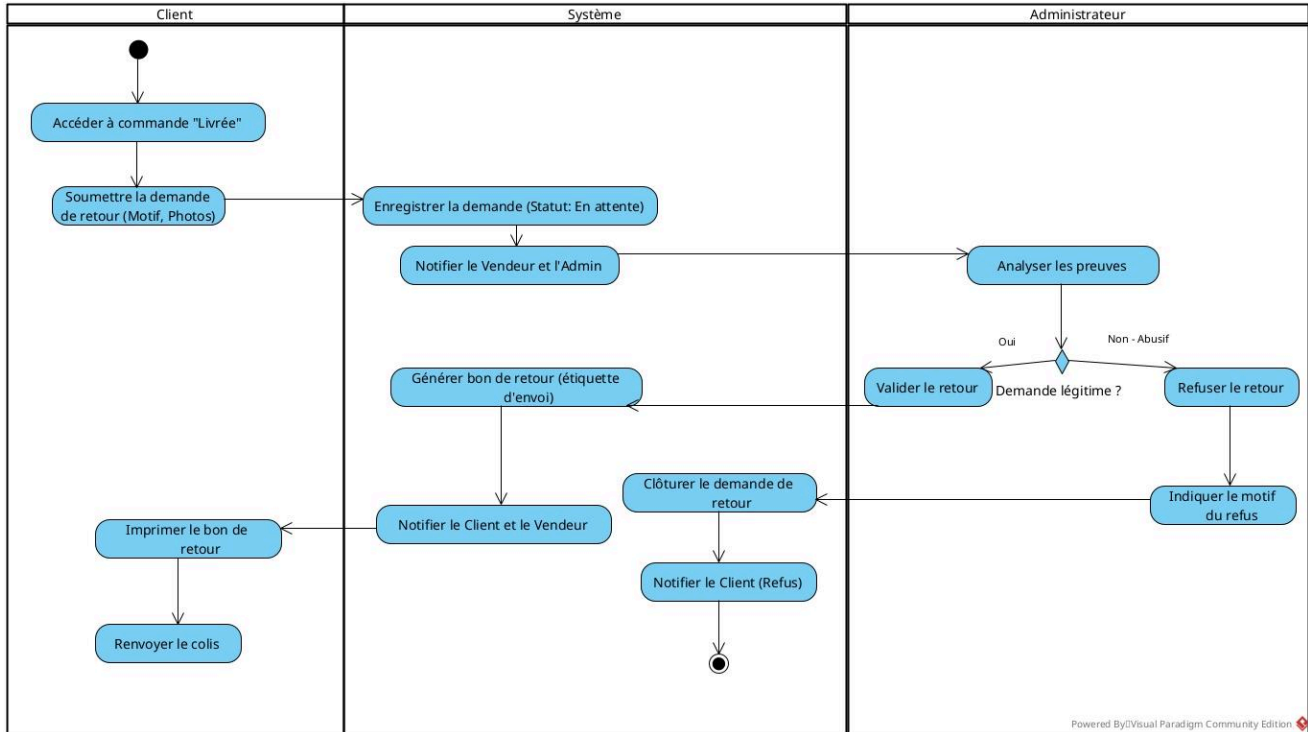 Client
Système
Administrateur
Accéder à commande "Livrée"
Soumettre la demande
de retour (Motif, Photos)
Enregistrer la demande (Statut: En attente)
Notifier le Vendeur et l'Admin
Analyser les preuves
Oui
Non - Abusif
Demande légitime ?
Valider le retour
Refuser le retour
Générer bon de retour (étiquette
d'envoi)
Clôturer le demande de
retour
Indiquer le motif
du refus
Notifier le Client et le Vendeur
Imprimer le bon de
retour
Notifier le Client (Refus)
Renvoyer le colis
Powered By▯Visual Paradigm Community Edition